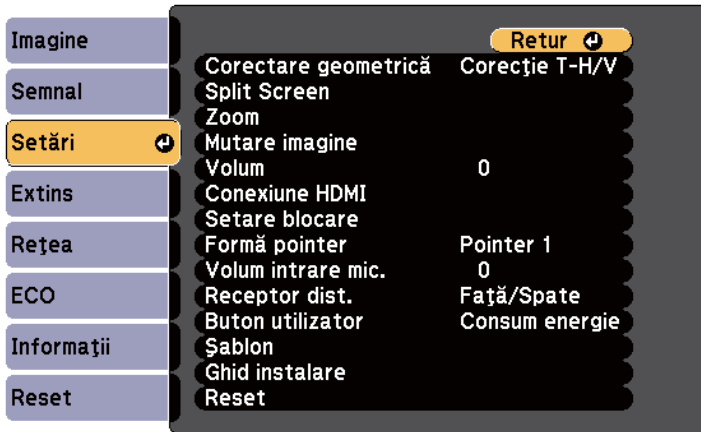 Imagine
Semnal
Setări
Extins
Reţea
ECO
Informaţii
Reset
Retur
Corectare geometrică Corecţie T-H/V
Split Screen
Zoom
Mutare imagine
Volum 0
Conexiune HDMI
Setare blocare
Formă pointer Pointer 1
Volum intrare mic. 0
Receptor dist. Faţă/Spate
Buton utilizator Consum energie
Şablon
Ghid instalare
Reset